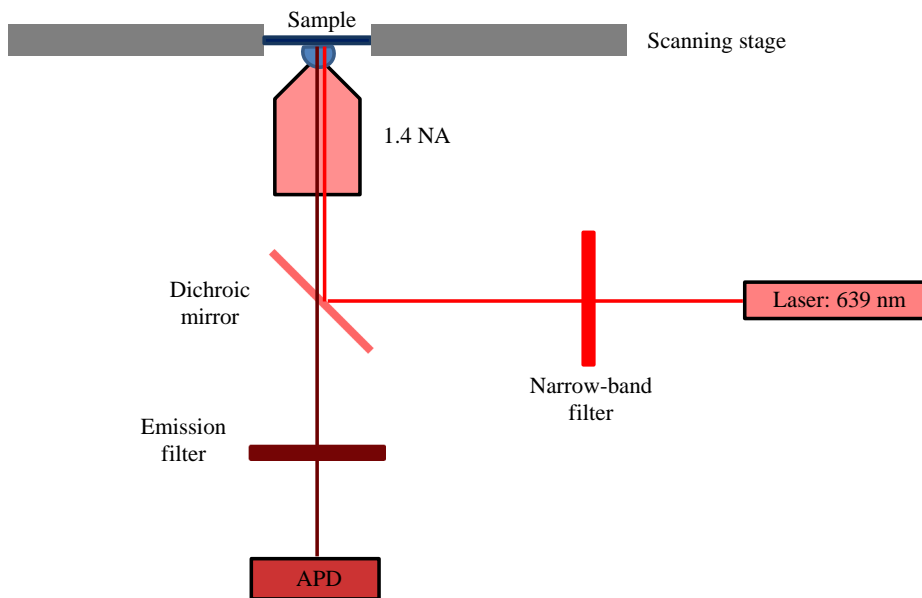 Sample
Scanning stage
1.4 NA
Dichroic
mirror
Laser: 639 nm
Narrow-band
filter
Emission
filter
APD